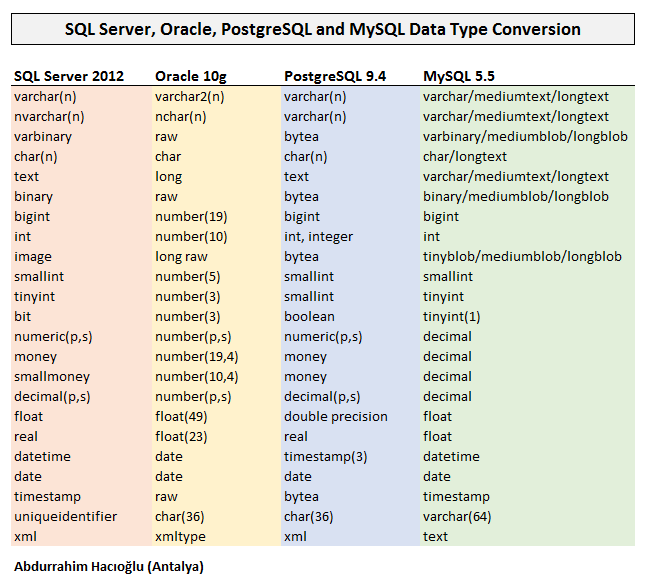 SQL Server, Oracle, PostgreSQL and MySQL Data Type Conversion
SQL Server 2012 Oracle 10g PostgreSQL 9.4 MySQL 5.5
varchar(n) varchar2(n) varchar(n) varchar/mediumtext/longtext
nvarchar(n) nchar(n) varchar(n) varchar/mediumtext/longtext
varbinary raw bytea varbinary/mediumblob/longblob
char(n) char char(n) char/longtext
text long text varchar/mediumtext/longtext
binary raw bytea binary/mediumblob/longblob
bigint number(19) bigint bigint
int number(10) int, integer int
image long raw bytea tinyblob/mediumblob/longblob
smallint number(5) smallint smallint
tinyint number(3) smallint tinyint
bit number(3) boolean tinyint(1)
numeric(p,s) number(p,s) numeric(p,s) decimal
money number(19,4) money decimal
smallmoney number(10,4) money decimal
decimal(p,s) number(p,s) decimal(p,s) decimal
float float(49) double precision float
real float(23) real float
datetime date timestamp(3) datetime
date date date date
timestamp raw bytea timestamp
uniqueidentifier char(36) char(36) varchar(64)
xml xmltype xml text
Abdurrahim Hacıoğlu (Antalya)